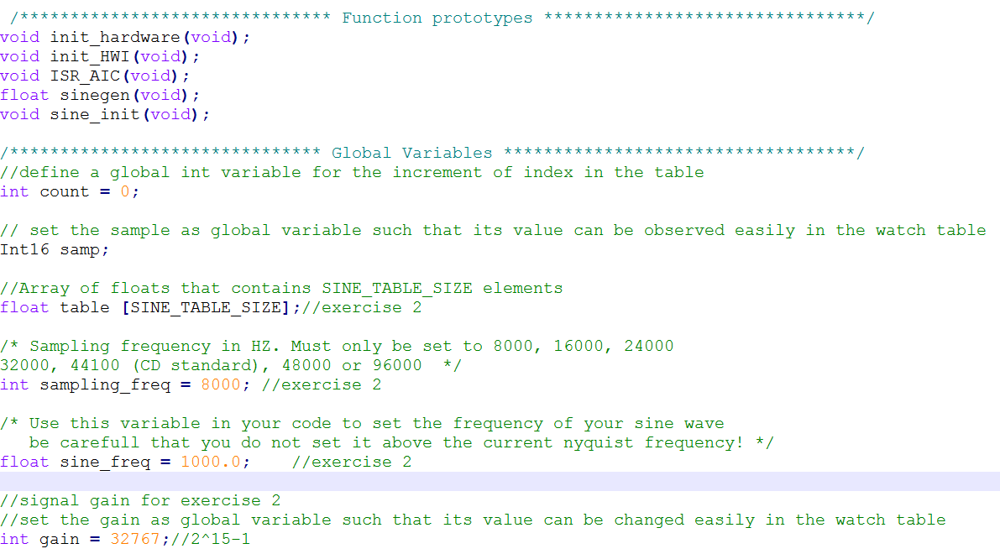 /******************************* Function prototypes ********************************/
void init_hardware(void);
void init_HWI(void);
void ISR_AIC(void);
float sinegen(void);
void sine_init(void);
/******************************* Global Variables ***********************************/
//define a global int variable for the increment of index in the table
int count = 0;
// set the sample as global variable such that its value can be observed easily in the watch table
Int16 samp;
//Array of floats that contains SINE_TABLE_SIZE elements
float table [SINE_TABLE_SIZE];//exercise 2
/* Sampling frequency in HZ. Must only be set to 8000, 16000, 24000
32000, 44100 (CD standard), 48000 or 96000  */
int sampling_freq = 8000; //exercise 2
/* Use this variable in your code to set the frequency of your sine wave
   be carefull that you do not set it above the current nyquist frequency! */
float sine_freq = 1000.0;    //exercise 2
//signal gain for exercise 2
//set the gain as global variable such that its value can be changed easily in the watch table
int gain = 32767;//2^15-1